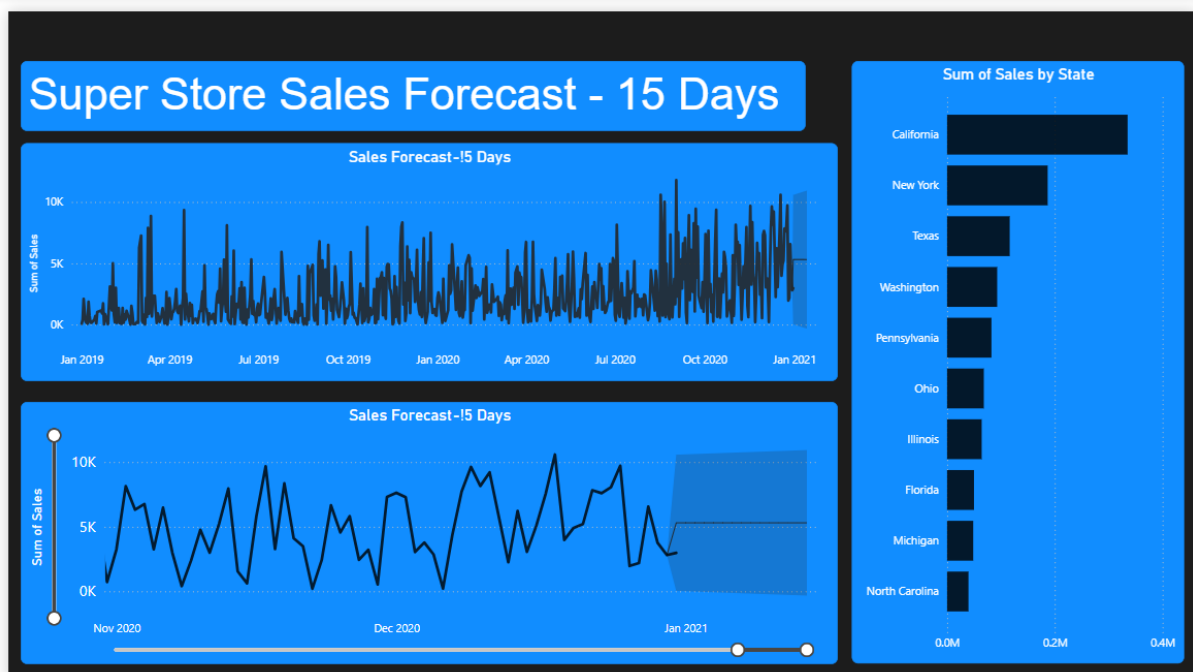 Super Store Sales Forecast - 15 Days
Sales Forecast-!5 Days
Sum of Sales
10K
5K
0K
Jan 2019
Apr 2019
Jul 2019
Oct 2019
Jan 2020
Apr 2020
Jul 2020
Oct 2020
Jan 2021
Sales Forecast-!5 Days
Sum of Sales
10K
5K
0K
Nov 2020
Dec 2020
Jan 2021
Sum of Sales by State
California
New York
Texas
Washington
Pennsylvania
Ohio
Illinois
Florida
Michigan
North Carolina
0.0M
0.2M
0.4M